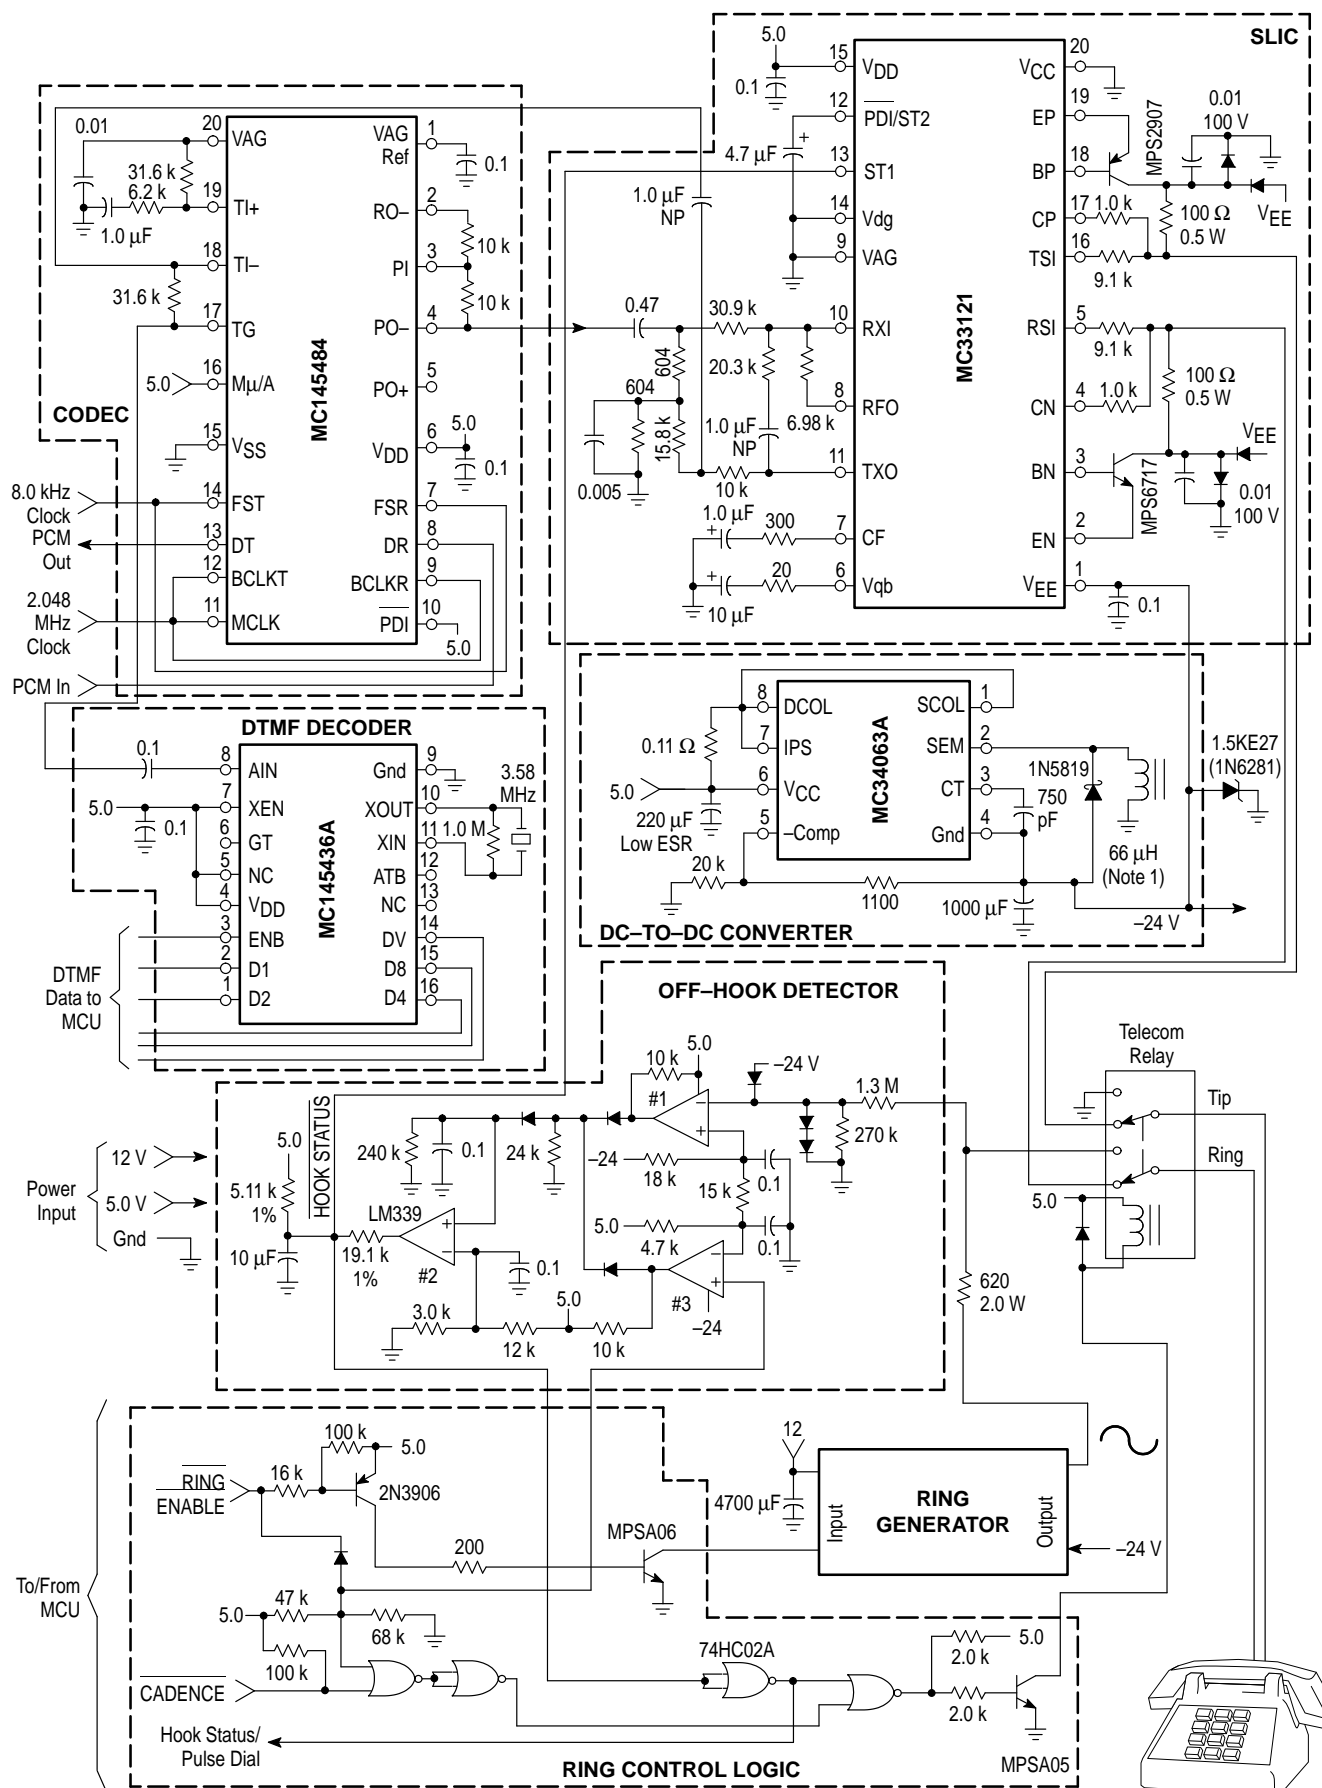 SLIC
5.0
0.1
15
VDD
12
PDI/ST2
4.7 µF
+
13
ST1
14
Vdg
9
VAG
10
RXI
8
RFO
11
TXO
7
CF
6
Vqb
MC33121
20
VCC
19
EP
18
BP
17
CP
16
TSI
5
RSI
4
CN
3
BN
2
EN
1
VEE
0.01
100 V
MPS2907
VEE
1.0 k
100 Ω
0.5 W
9.1 k
9.1 k
1.0 k
100 Ω
0.5 W
VEE
MPS6717
0.01
100 V
0.1
1.0 µF
NP
0.47
30.9 k
604
20.3 k
604
15.8 k
1.0 µF
NP
6.98 k
0.005
10 k
1.0 µF
+
300
+
20
10 µF
CODEC
MC145484
0.01
20
VAG
31.6 k
6.2 k
19
TI+
1.0 µF
18
TI–
31.6 k
17
TG
16
Mµ/A
5.0
15
VSS
8.0 kHz
Clock
14
FST
PCM
Out
13
DT
12
BCLKT
2.048
MHz
Clock
11
MCLK
PCM In
VAG
Ref
1
0.1
RO–
2
10 k
PI
3
10 k
PO–
4
PO+
5
VDD
6
5.0
0.1
FSR
7
DR
8
BCLKR
9
PDI
10
5.0
DTMF DECODER
MC145436A
0.1
8
AIN
7
XEN
5.0
0.1
6
GT
5
NC
4
VDD
3
ENB
2
D1
1
D2
DTMF
Data to
MCU
Gnd
9
XOUT
10
3.58
MHz
XIN
11
1.0 M
ATB
12
NC
13
DV
14
D8
15
D4
16
DC–TO–DC CONVERTER
MC34063A
8
DCOL
7
IPS
0.11 Ω
6
VCC
5.0
220 µF
Low ESR
5
–Comp
20 k
1100
SCOL
1
SEM
2
CT
3
Gnd
4
1N5819
750
pF
66 µH
(Note 1)
1000 µF
–24 V
1.5KE27
(1N6281)
OFF–HOOK DETECTOR
10 k
5.0
#1
–
+
–24 V
1.3 M
270 k
240 k
0.1
24 k
–24
18 k
0.1
15 k
5.0
4.7 k
0.1
HOOK STATUS
5.0
5.11 k
1%
10 µF
19.1 k
1%
LM339
+
–
#2
0.1
3.0 k
12 k
5.0
10 k
–
+
#3
–24
Power
Input
12 V
5.0 V
Gnd
Telecom
Relay
Tip
Ring
5.0
620
2.0 W
To/From
MCU
RING
ENABLE
16 k
100 k
5.0
2N3906
200
MPSA06
12
4700 µF
Input
RING
GENERATOR
Output
–24 V
5.0
47 k
68 k
100 k
CADENCE
74HC02A
2.0 k
5.0
2.0 k
MPSA05
Hook Status/
Pulse Dial
RING CONTROL LOGIC